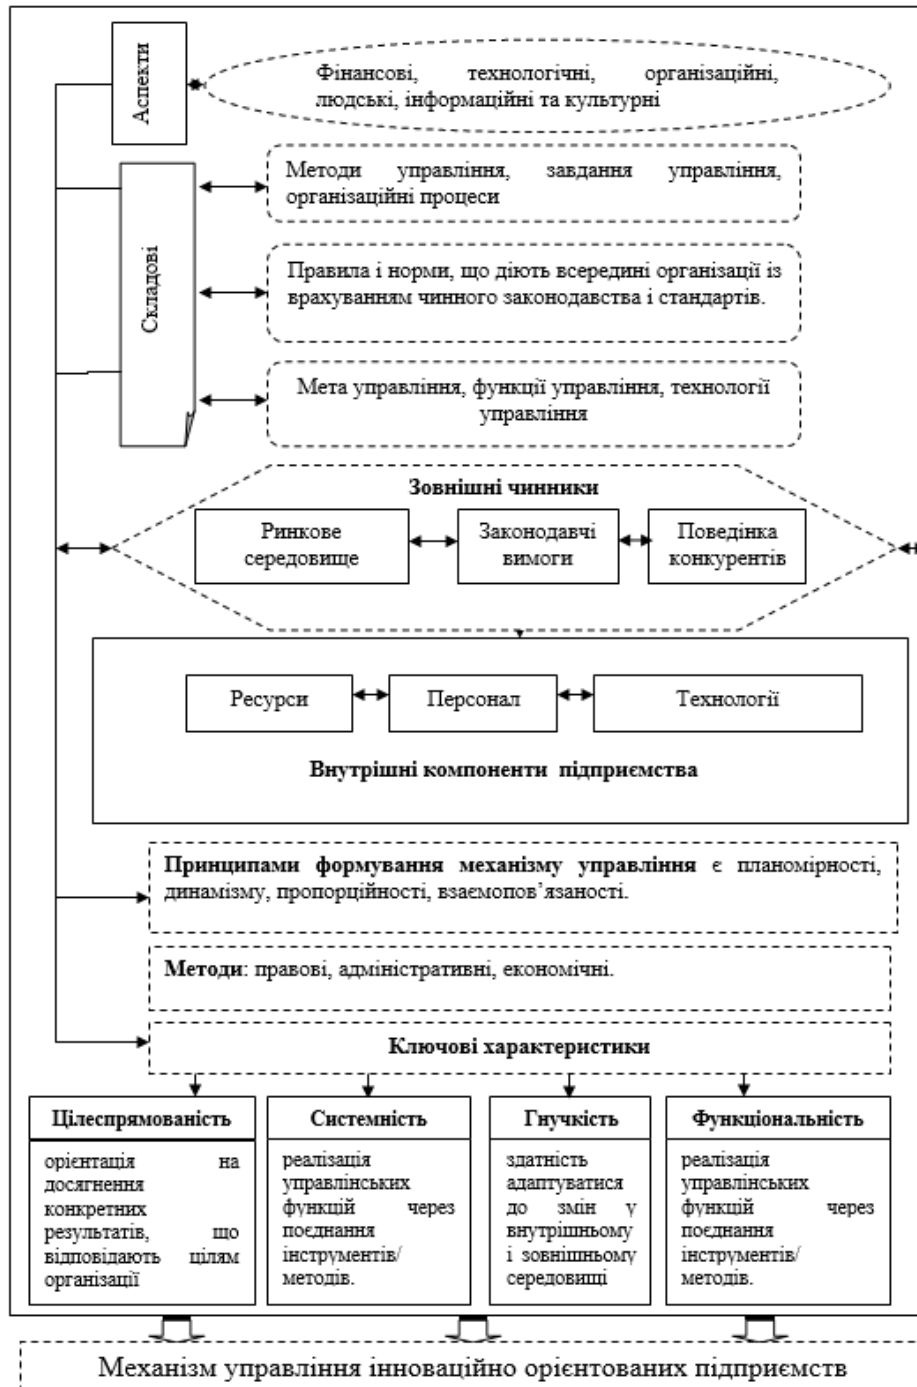 Аспекти
Фінансові, технологічні, організаційні,
людські, інформаційні та культурні
Складові
Методи управління, завдання управління,
організаційні процеси
Правила і норми, що діють всередині організації із
врахуванням чинного законодавства і стандартів.
Мета управління, функції управління, технології
управління
Зовнішні чинники
Ринкове
середовище
Законодавчі
вимоги
Поведінка
конкурентів
Ресурси
Персонал
Технології
Внутрішні компоненти підприємства
Принципами формування механізму управління є планомірності,
динамізму, пропорційності, взаємопов’язаності.
Методи: правові, адміністративні, економічні.
Ключові характеристики
Цілеспрямованість
орієнтація на
досягнення
конкретних
результатів, що
відповідають цілям
організації
Системність
реалізація
управлінських
функцій через
поєднання
інструментів/
методів.
Гнучкість
здатність
адаптуватися
до змін у
внутрішньому
і зовнішньому
середовищі
Функціональність
реалізація
управлінських
функцій через
поєднання
інструментів/
методів.
Механізм управління інноваційно орієнтованих підприємств